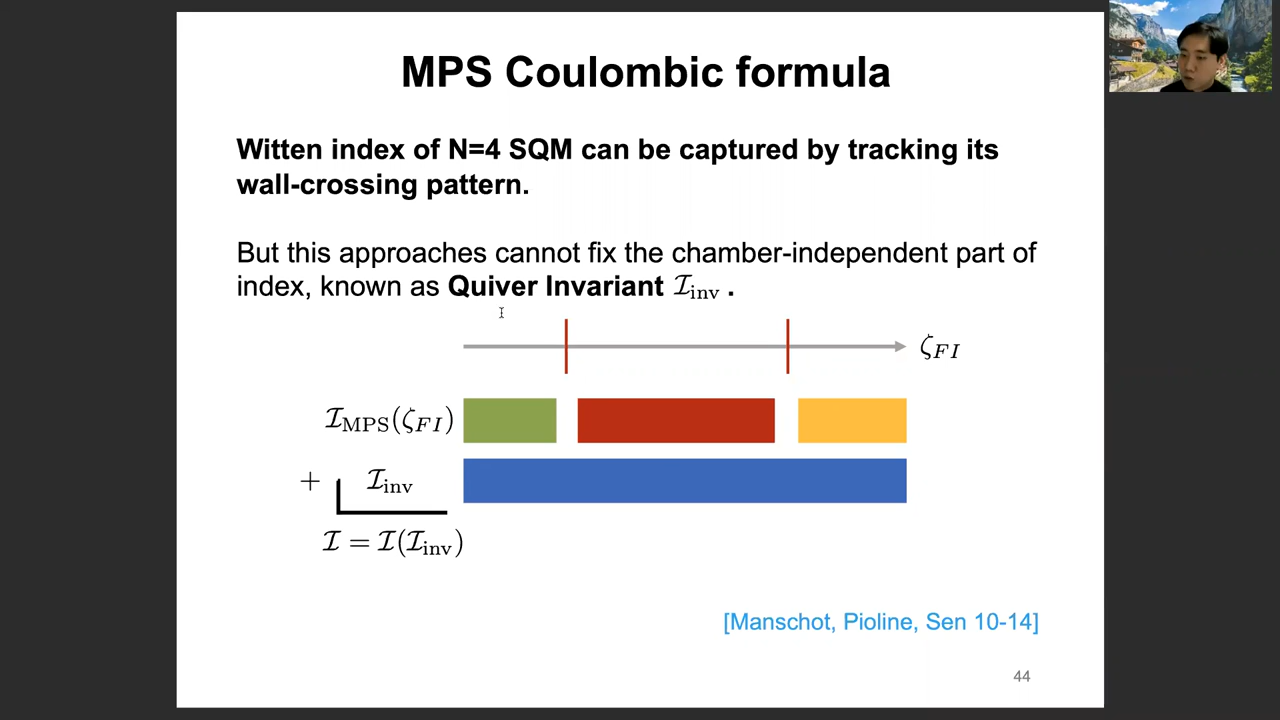 MPS Coulombic formula
Witten index of N=4 SQM can be captured by tracking its
wall-crossing pattern.
But this approaches cannot fix the chamber-independent part of
index, known as Quiver Invariant ℐ_inv .
ζ_FI
ℐ_MPS(ζ_FI)
+ ℐ_inv
ℐ = ℐ(ℐ_inv)
[Manschot, Pioline, Sen 10-14]
44